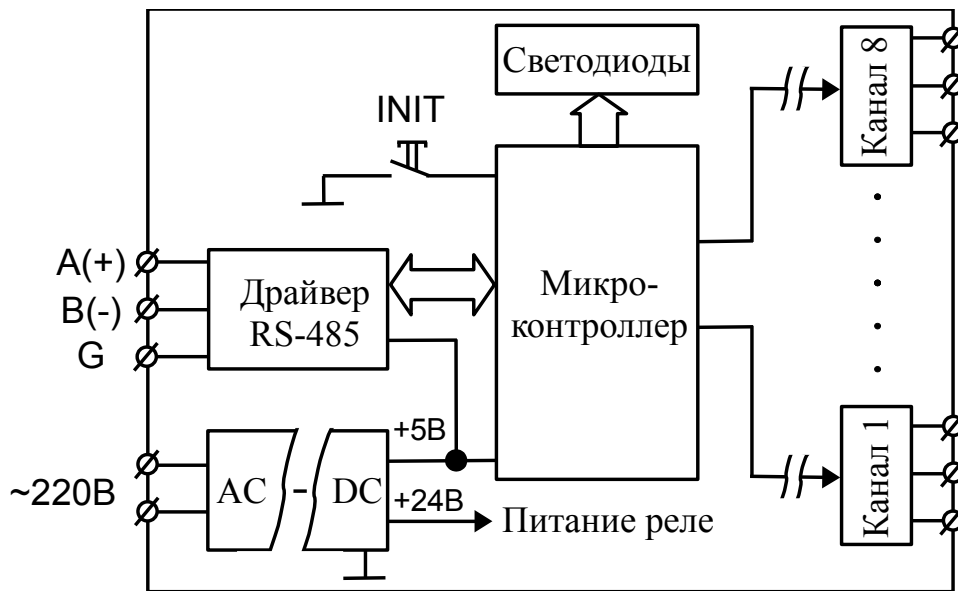 Светодиоды
Канал 8
INIT
A(+)
B(-)
G
Драйвер
RS-485
Микро-
контроллер
~220В
AC - DC
+5В
+24В
Питание реле
Канал 1